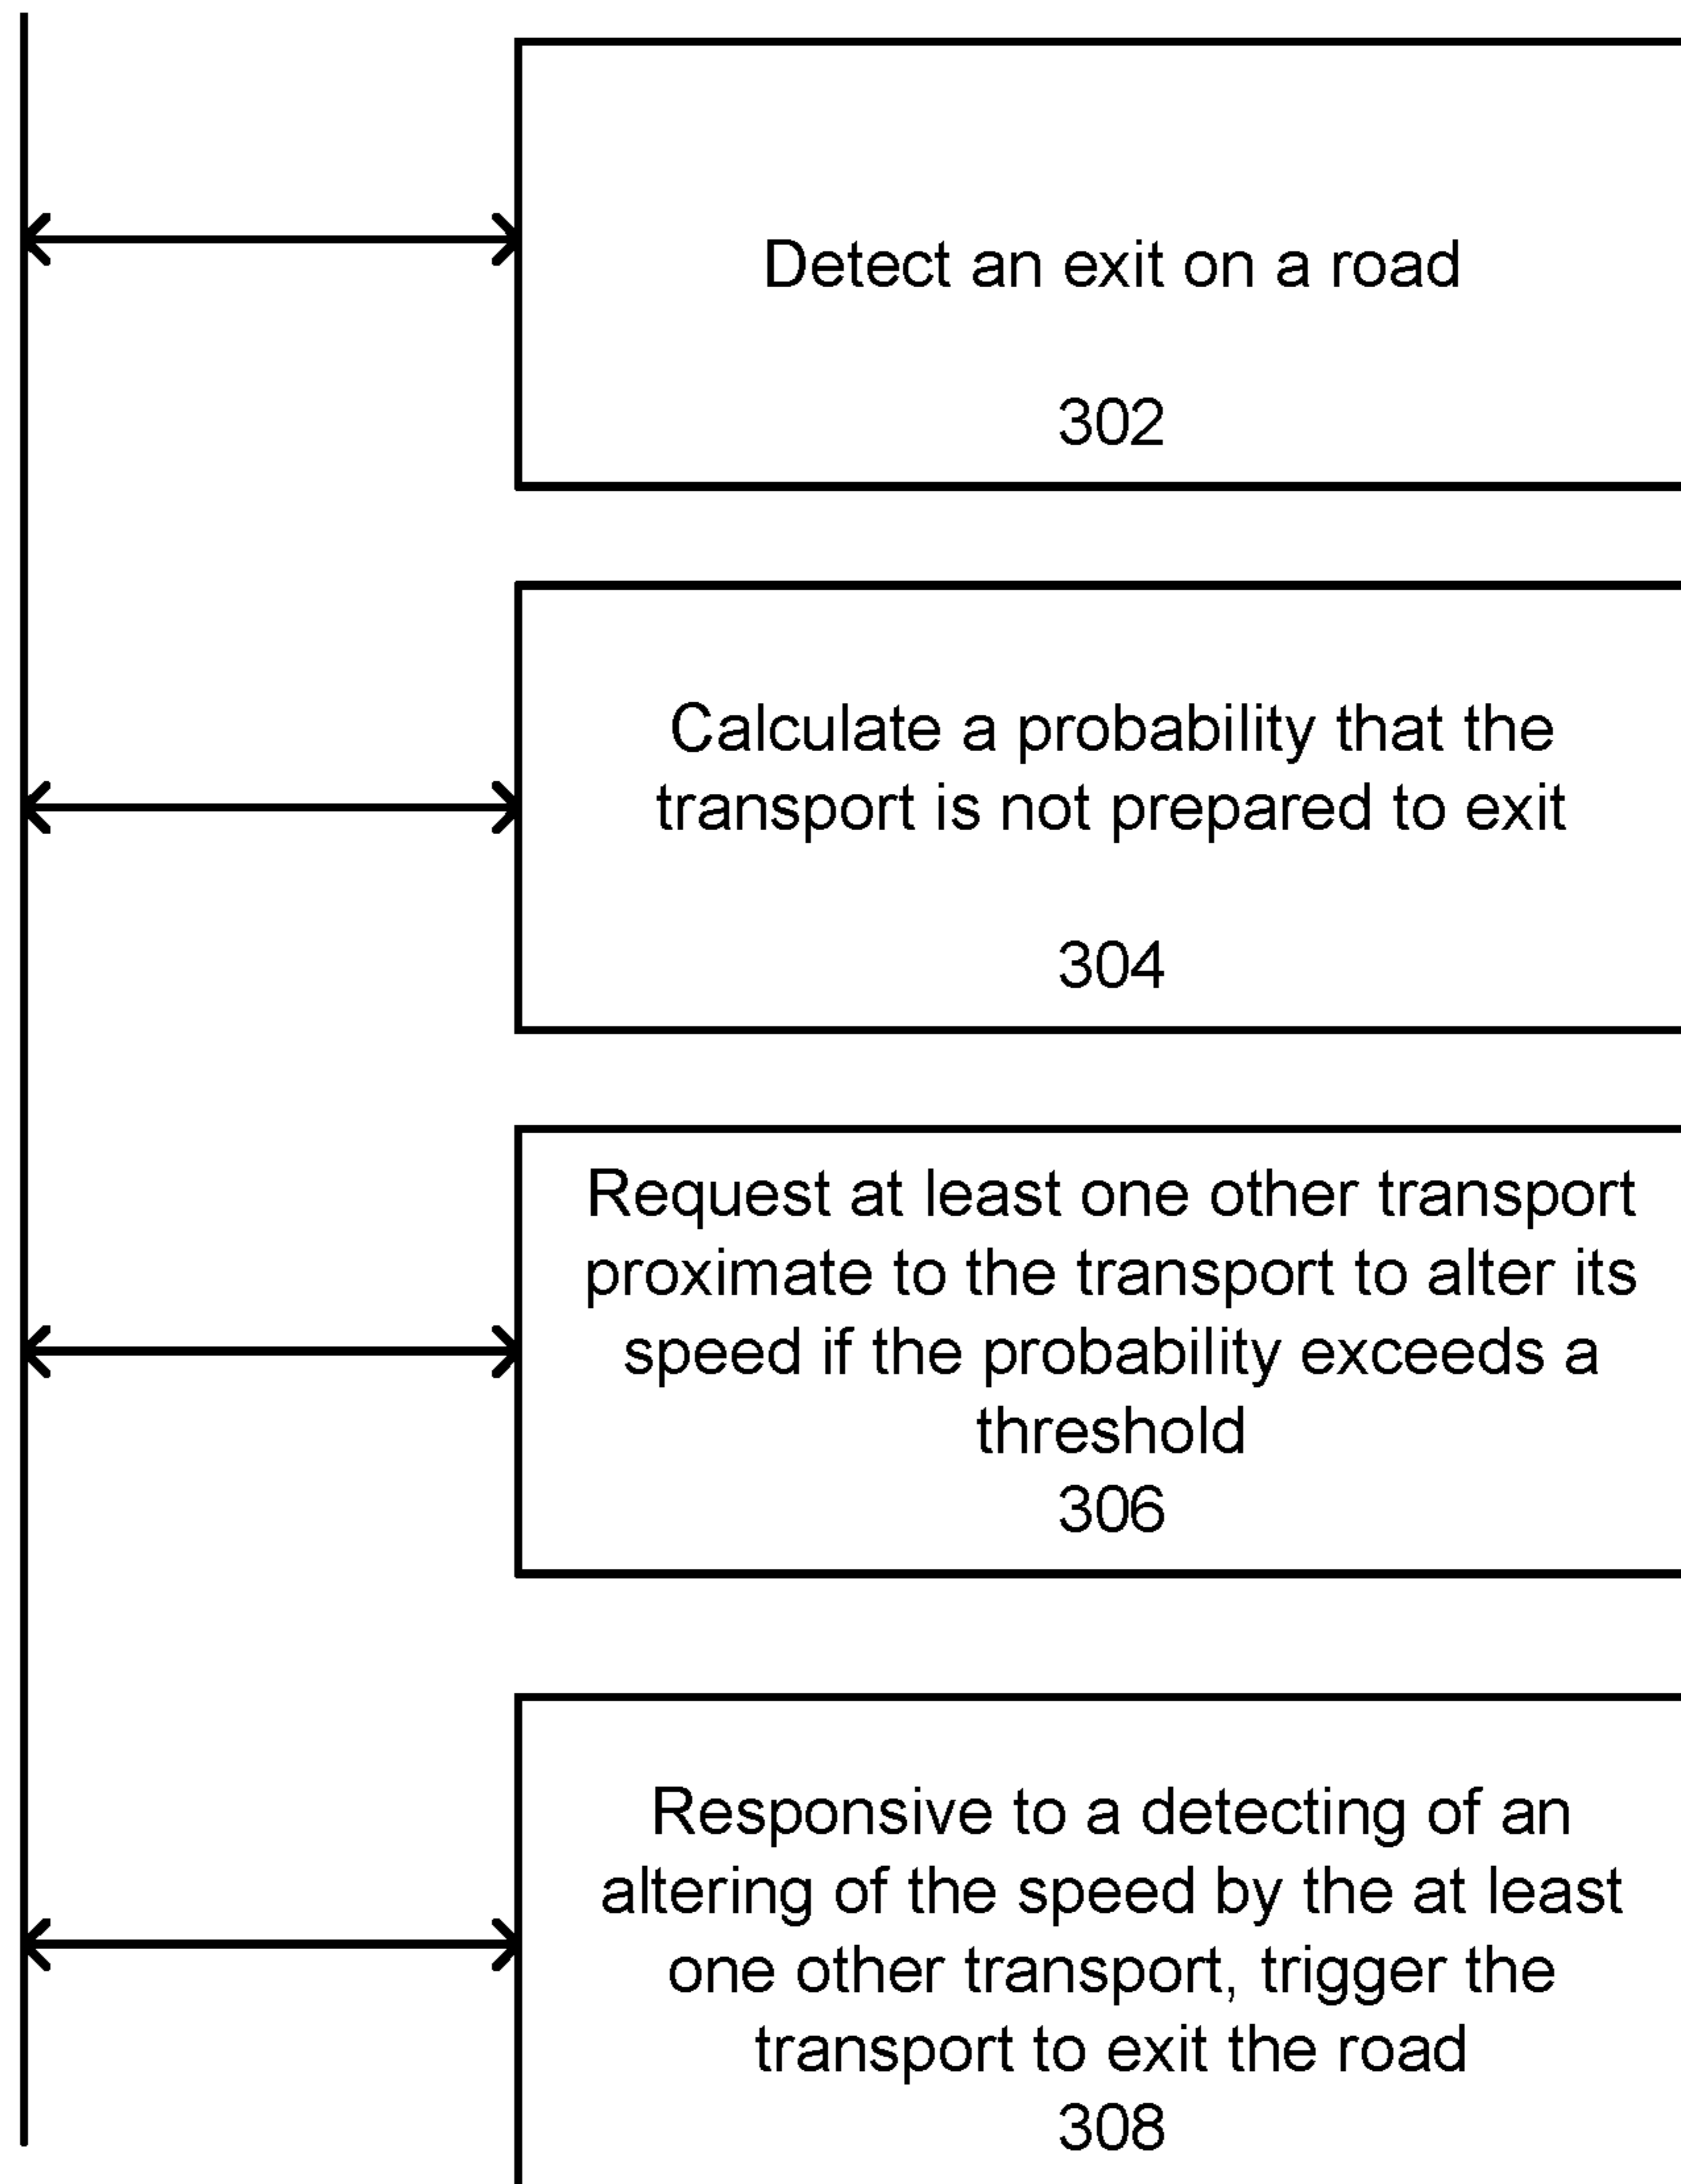 Detect an exit on a road
302
Calculate a probability that the
transport is not prepared to exit
304
Request at least one other transport
proximate to the transport to alter its
speed if the probability exceeds a
threshold
306
Responsive to a detecting of an
altering of the speed by the at least
one other transport, trigger the
transport to exit the road
308